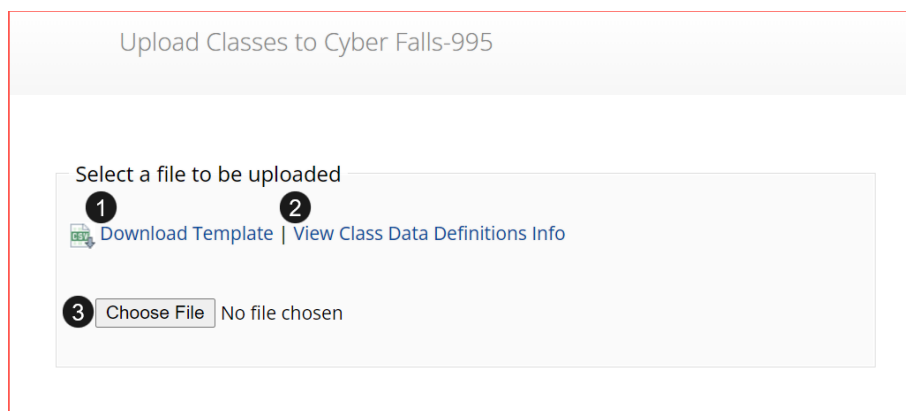 Upload Classes to Cyber Falls-995
Select a file to be uploaded
1 2
CSV Download Template | View Class Data Definitions Info
3 Choose File No file chosen